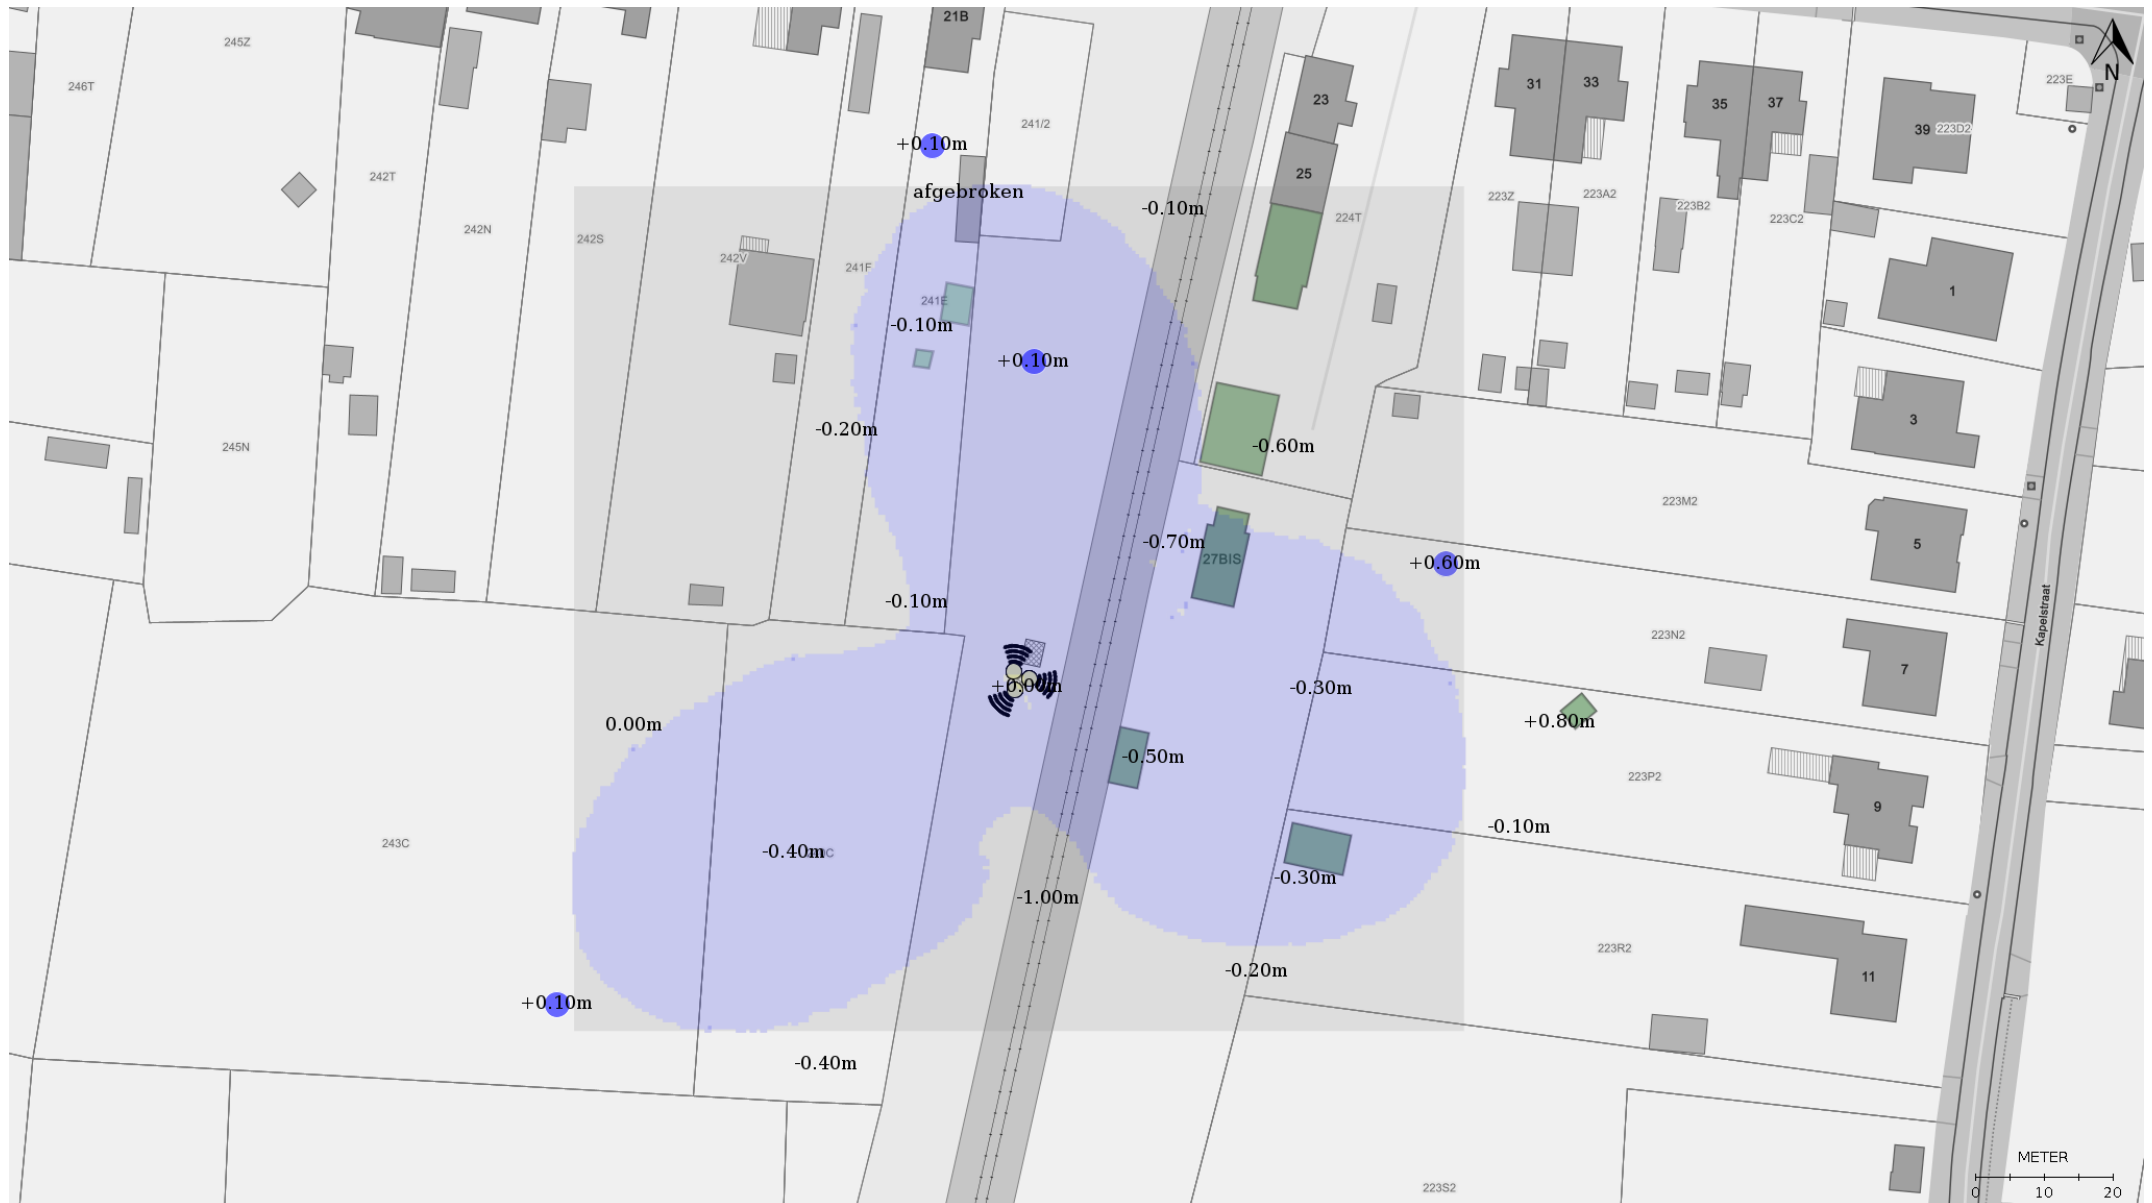 21B
245Z
246T
31
33
23
35
37
223E
N
39
223D2
241/2
+0.10m
25
242T
afgebroken
223Z
223A2
223B2
-0.10m
224T
223C2
242N
242S
242V
241F
1
241E
-0.10m
+0.10m
3
-0.20m
245N
-0.60m
223M2
-0.70m
5
27BIS
+0.60m
-0.10m
Kapelstraat
223N2
7
-0.30m
0.00m
+0.80m
-0.50m
223P2
9
-0.10m
243C
-0.40m
-0.30m
-1.00m
223R2
-0.20m
11
+0.10m
-0.40m
METER
223S2
0 10 20